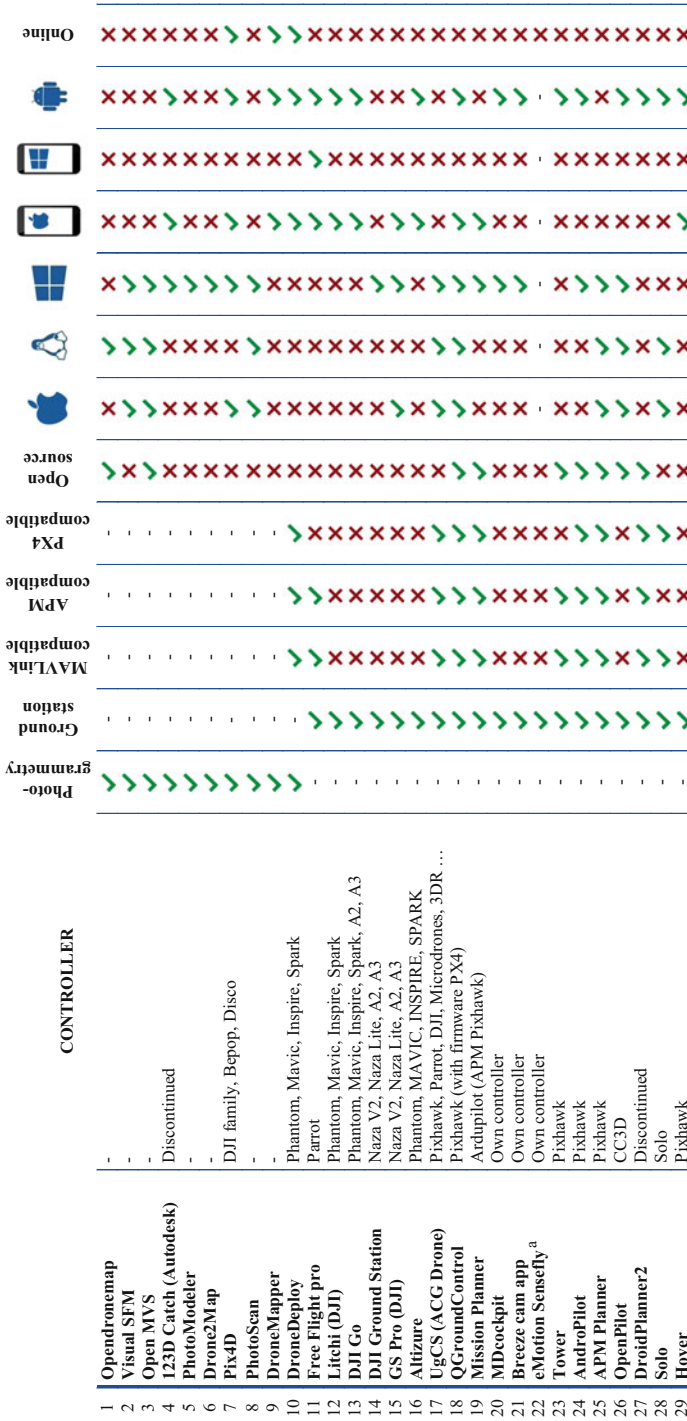 CONTROLLER
Photo-
grammetry
Ground
station
MAVLink
compatible
APM
compatible
PX4
compatible
Open
source
Online
1 Opendronemap -
2 Visual SFM -
3 Open MVS -
4 123D Catch (Autodesk) Discontinued
5 PhotoModeler -
6 Drone2Map -
7 Pix4D DJI family, Bepop, Disco
8 PhotoScan -
9 DroneMapper -
10 DroneDeploy Phantom, Mavic, Inspire, Spark
11 Free Flight pro Parrot
12 Litchi (DJI) Phantom, Mavic, Inspire, Spark
13 DJI Go Phantom, Mavic, Inspire, Spark, A2, A3
14 DJI Ground Station Naza V2, Naza Lite, A2, A3
15 GS Pro (DJI) Naza V2, Naza Lite, A2, A3
16 Altizure Phantom, MAVIC, INSPIRE, SPARK
17 UgCS (ACG Drone) Pixhawk, Parrot, DJI, Microdrones, 3DR …
18 QGroundControl Pixhawk (with firmware PX4)
19 Mission Planner Ardupilot (APM Pixhawk)
20 MDcockpit Own controller
21 Breeze cam app Own controller
22 eMotion Sensefly a Own controller
23 Tower Pixhawk
24 AndroPilot Pixhawk
25 APM Planner Pixhawk
26 OpenPilot CC3D
27 DroidPlanner2 Discontinued
28 Solo Solo
29 Hover Pixhawk